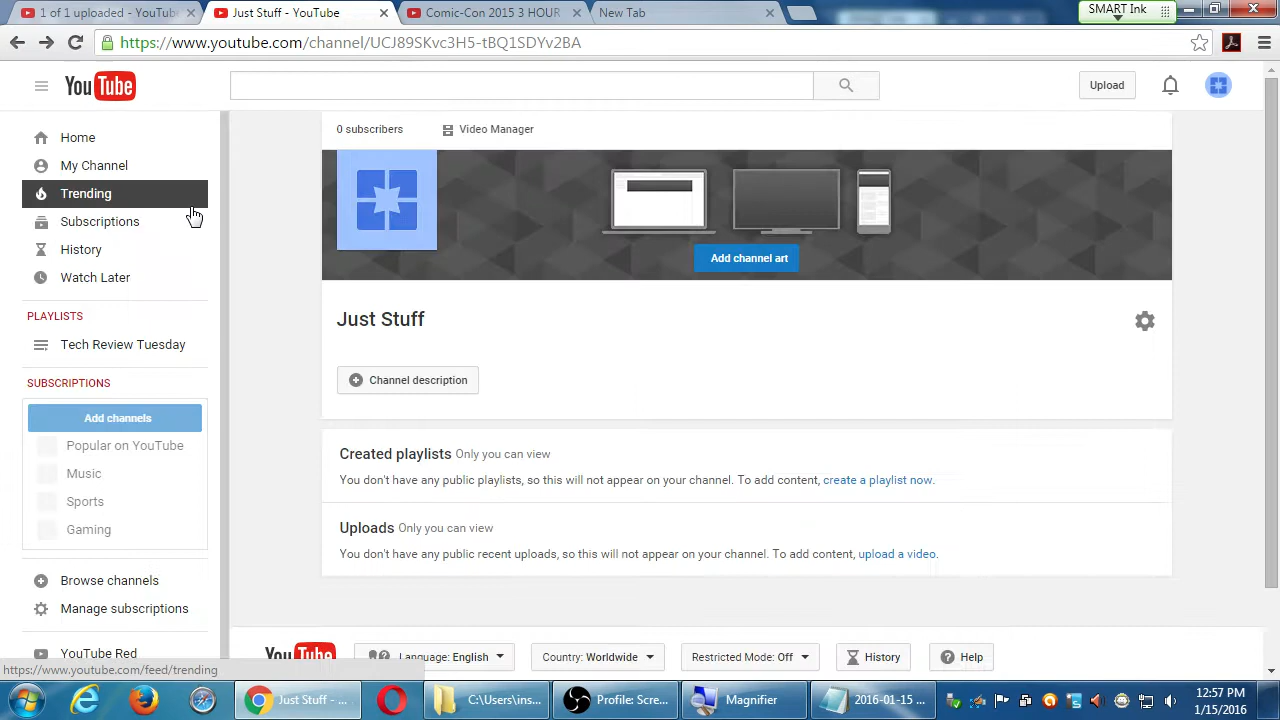 1 of 1 uploaded - YouTube
Just Stuff - YouTube
Comic-Con 2015 3 HOUR
New Tab
SMART Ink
https://www.youtube.com/channel/UCJ89SKvc3H5-tBQ1SDYv2BA
YouTube
Upload
Home
My Channel
Trending
Subscriptions
History
Watch Later
PLAYLISTS
Tech Review Tuesday
SUBSCRIPTIONS
Add channels
Popular on YouTube
Music
Sports
Gaming
Browse channels
Manage subscriptions
YouTube Red
https://www.youtube.com/feed/trending
0 subscribers
Video Manager
Add channel art
Just Stuff
Channel description
Created playlists Only you can view
You don't have any public playlists, so this will not appear on your channel. To add content, create a playlist now.
Uploads Only you can view
You don't have any public recent uploads, so this will not appear on your channel. To add content, upload a video.
YouTube
Language: English
Country: Worldwide
Restricted Mode: Off
History
Help
Just Stuff - ...
C:\Users\ins...
Profile: Scre...
Magnifier
2016-01-15 ...
12:57 PM
1/15/2016